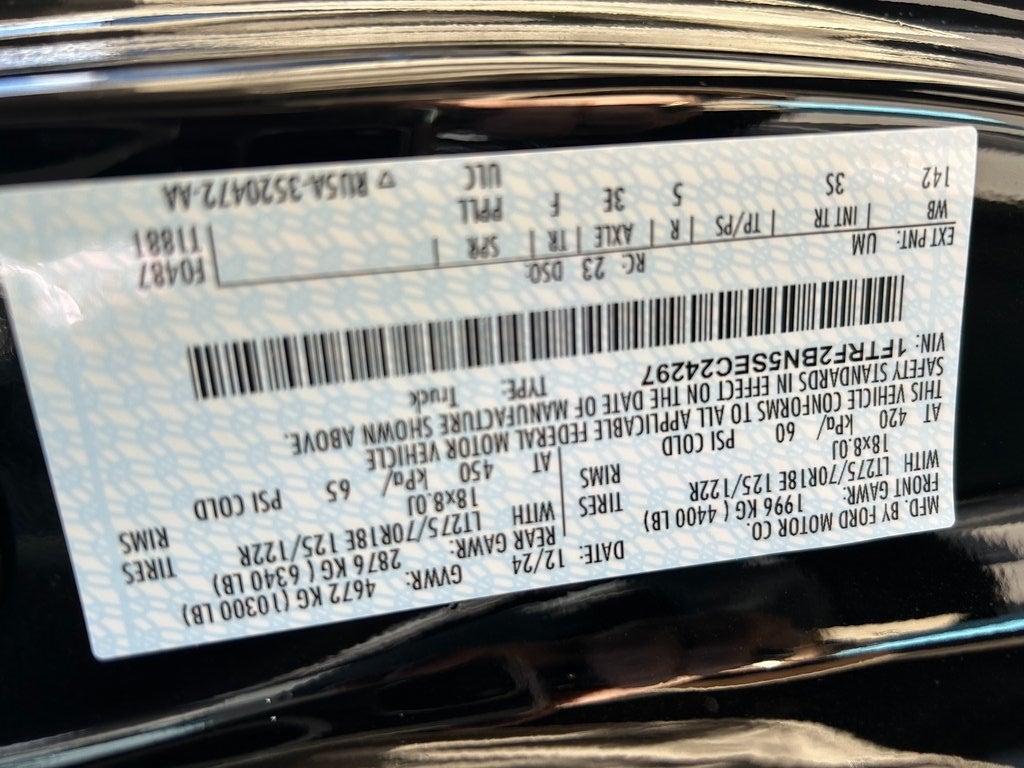 MFD. BY FORD MOTOR CO.
DATE: 12/24 GVWR: 4672 KG (10300 LB)
FRONT GAWR: 1996 KG (4400 LB) REAR GAWR: 2876 KG (6340 LB)
WITH LT275/70R18E 125/122R TIRES WITH LT275/70R18E 125/122R TIRES
18x8.0J RIMS 18x8.0J RIMS
AT 420 kPa/ 60 PSI COLD AT 450 kPa/ 65 PSI COLD
THIS VEHICLE CONFORMS TO ALL APPLICABLE FEDERAL MOTOR VEHICLE
SAFETY STANDARDS IN EFFECT ON THE DATE OF MANUFACTURE SHOWN ABOVE.
VIN: 1FTRF2BN5SEC24297 TYPE: Truck
EXT PNT: UM RC: 23 DSO: F0487
WB | INT TR | TP/PS | R | AXLE | TR | SPR T1881
142 3S 5 3E F PPLL
ULC ▽ RU5A-3520472-AA